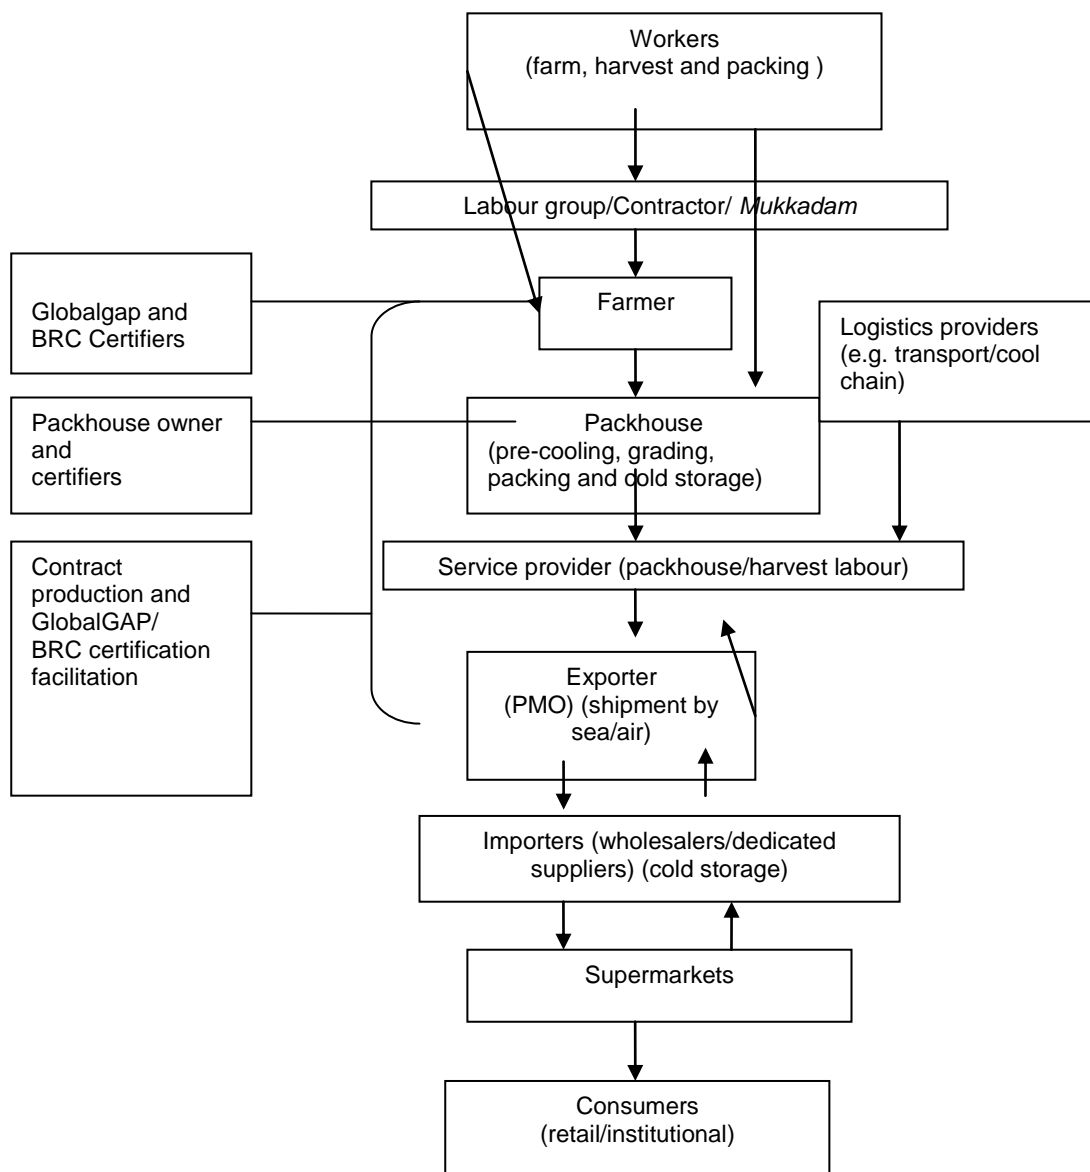 Workers
(farm, harvest and packing )
Labour group/Contractor/ Mukkadam
Globalgap and
BRC Certifiers
Farmer
Logistics providers
(e.g. transport/cool
chain)
Packhouse owner
and
certifiers
Packhouse
(pre-cooling, grading,
packing and cold storage)
Contract
production and
GlobalGAP/
BRC certification
facilitation
Service provider (packhouse/harvest labour)
Exporter
(PMO) (shipment by
sea/air)
Importers (wholesalers/dedicated
suppliers) (cold storage)
Supermarkets
Consumers
(retail/institutional)